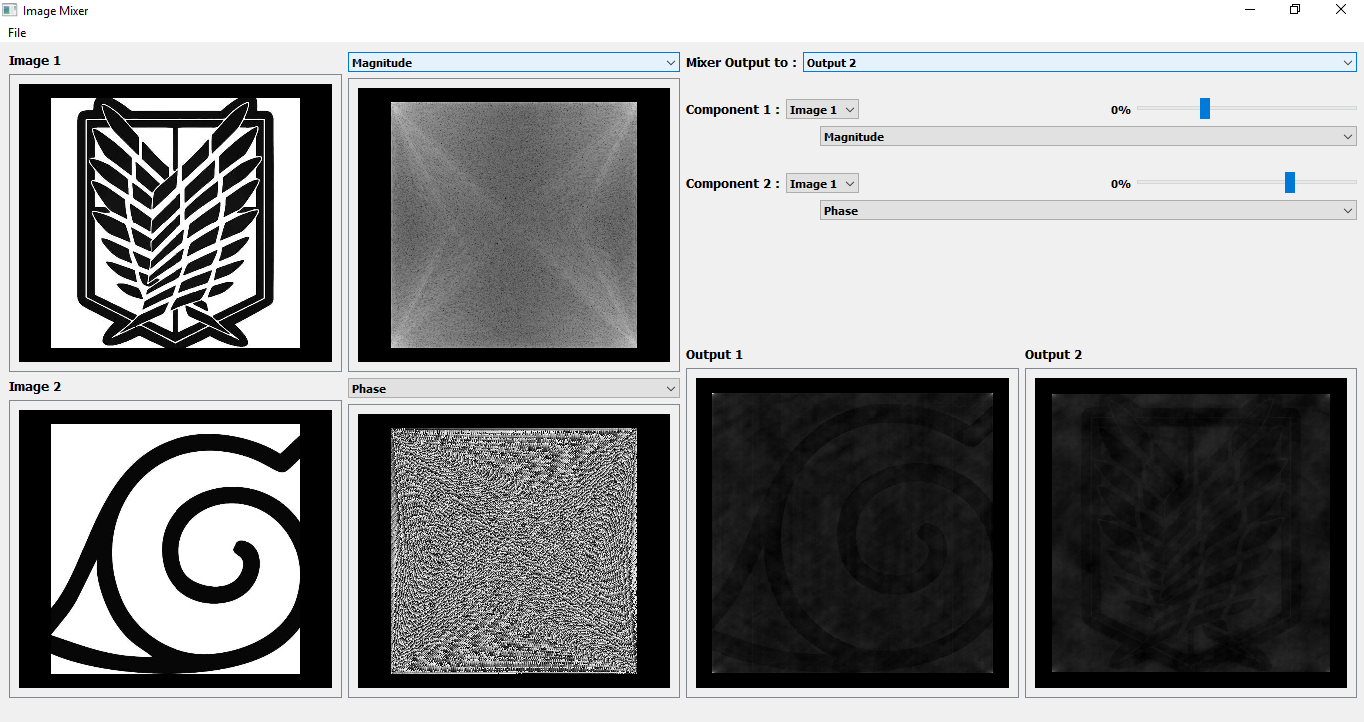 Image Mixer
File
Image 1
Magnitude
Mixer Output to :
Output 2
Component 1 :
Image 1
0%
Magnitude
Component 2 :
Image 1
0%
Phase
Image 2
Phase
Output 1
Output 2